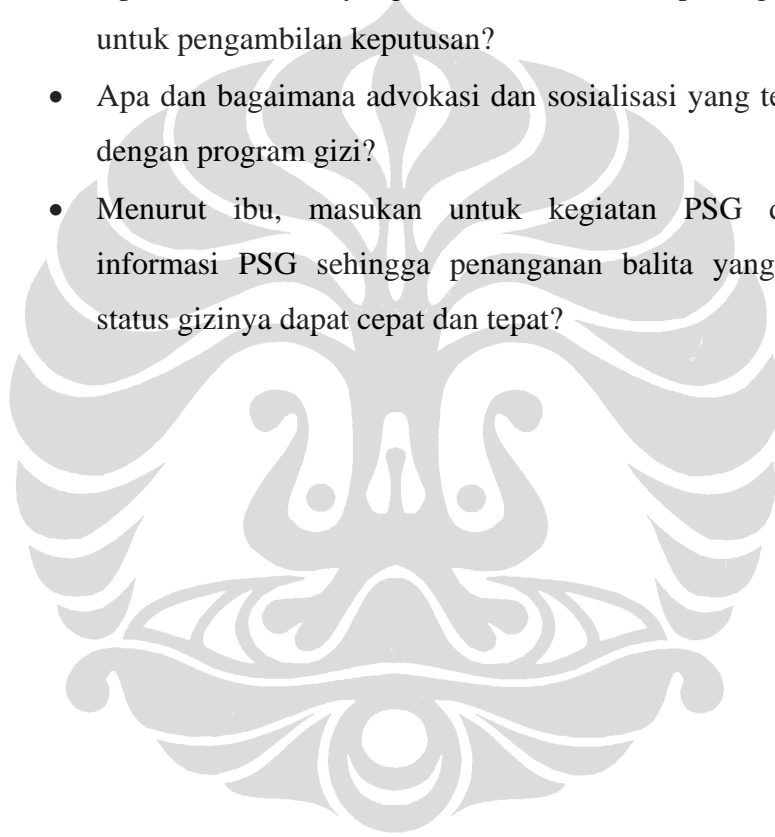 untuk pengambilan keputusan?
• Apa dan bagaimana advokasi dan sosialisasi yang
dengan program gizi?
• Menurut ibu, masukan untuk kegiatan PSG
informasi PSG sehingga penanganan balita yang
status gizinya dapat cepat dan tepat?